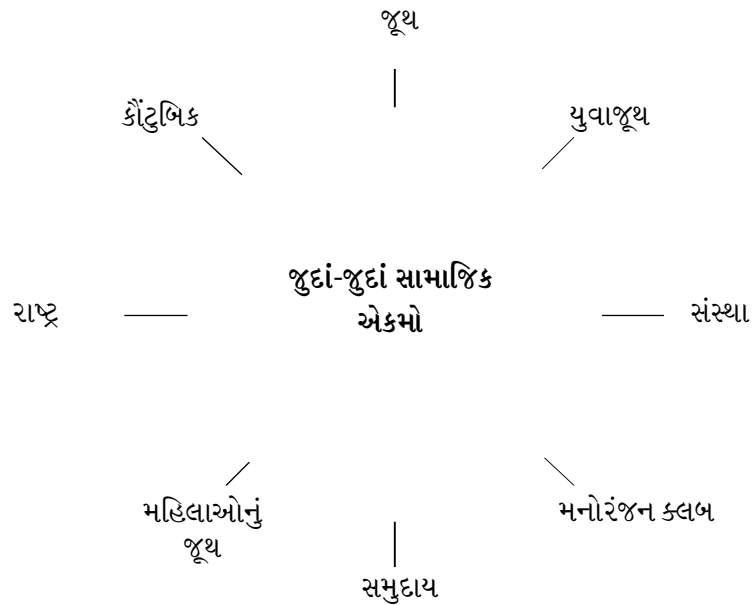 જૂથ
કૌંટુબિક
યુવાજૂથ
જુદાં-જુદાં સામાજિક
એકમો
રાષ્ટ્ર
સંસ્થા
મહિલાઓનું
જૂથ
મનોરંજન ક્લબ
સમુદાય